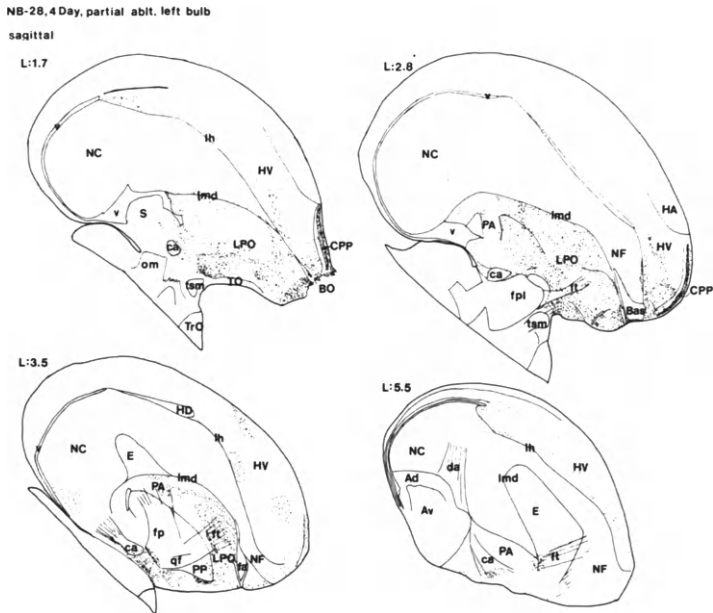 NB-28, 4 Day, partial ablt. left bulb
sagittal
L:1.7
lh
NC
HV
lmd
v
S
ca
LPO
CPP
om
tsm
TO
BO
TrO
L:2.8
v
NC
HA
lmd
PA
v
HV
NF
LPO
ca
ft
fpl
CPP
Bas
tsm
L:3.5
HD
v
NC
lh
E
HV
lmd
PA
fp
ft
ca
qf
LPO
NF
fa
PP
L:5.5
lh
NC
da
HV
Ad
lmd
E
Av
PA
ca
ft
NF